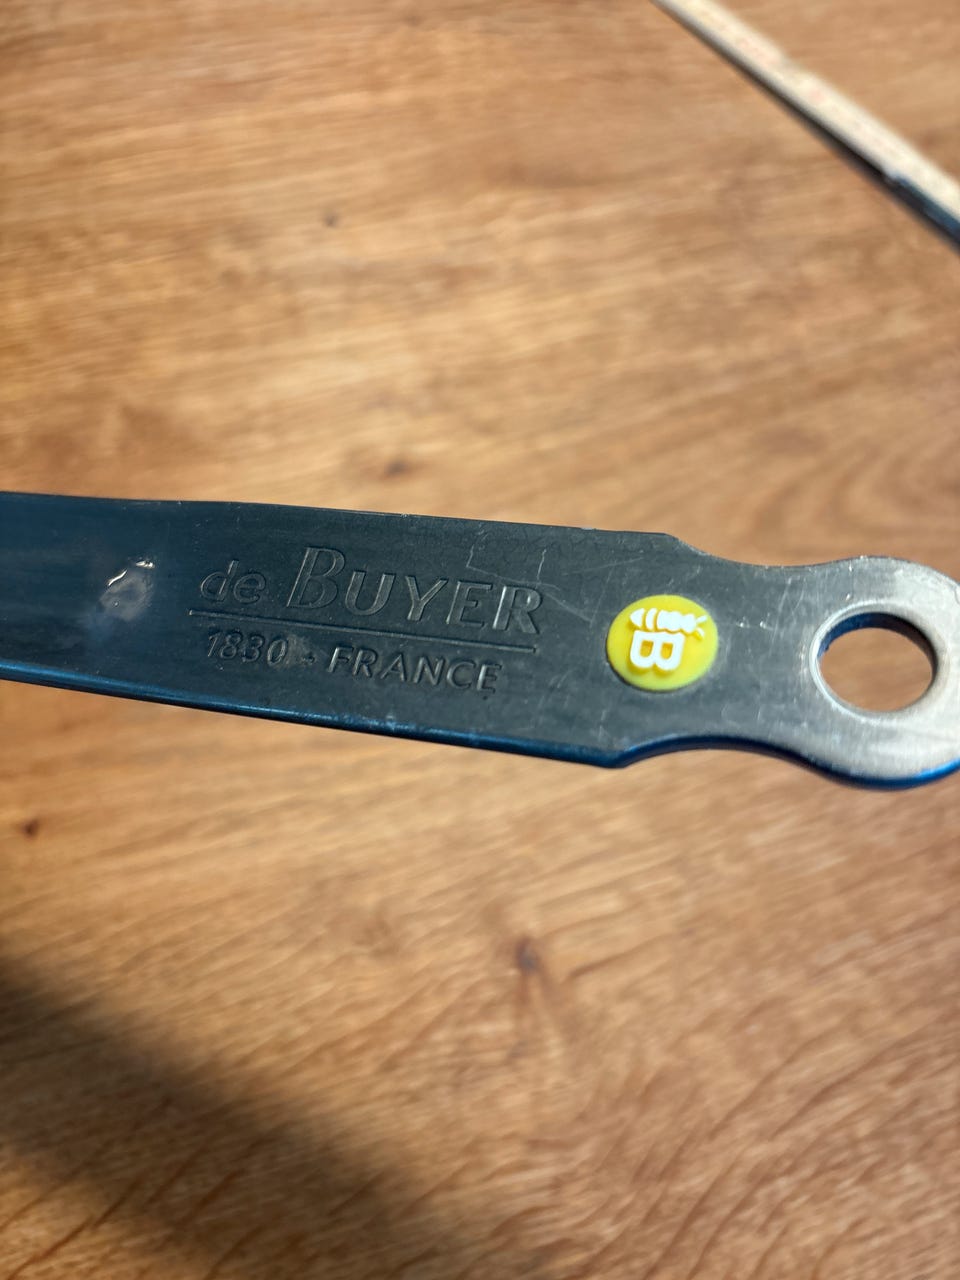 de BUYER
1830 - FRANCE
B